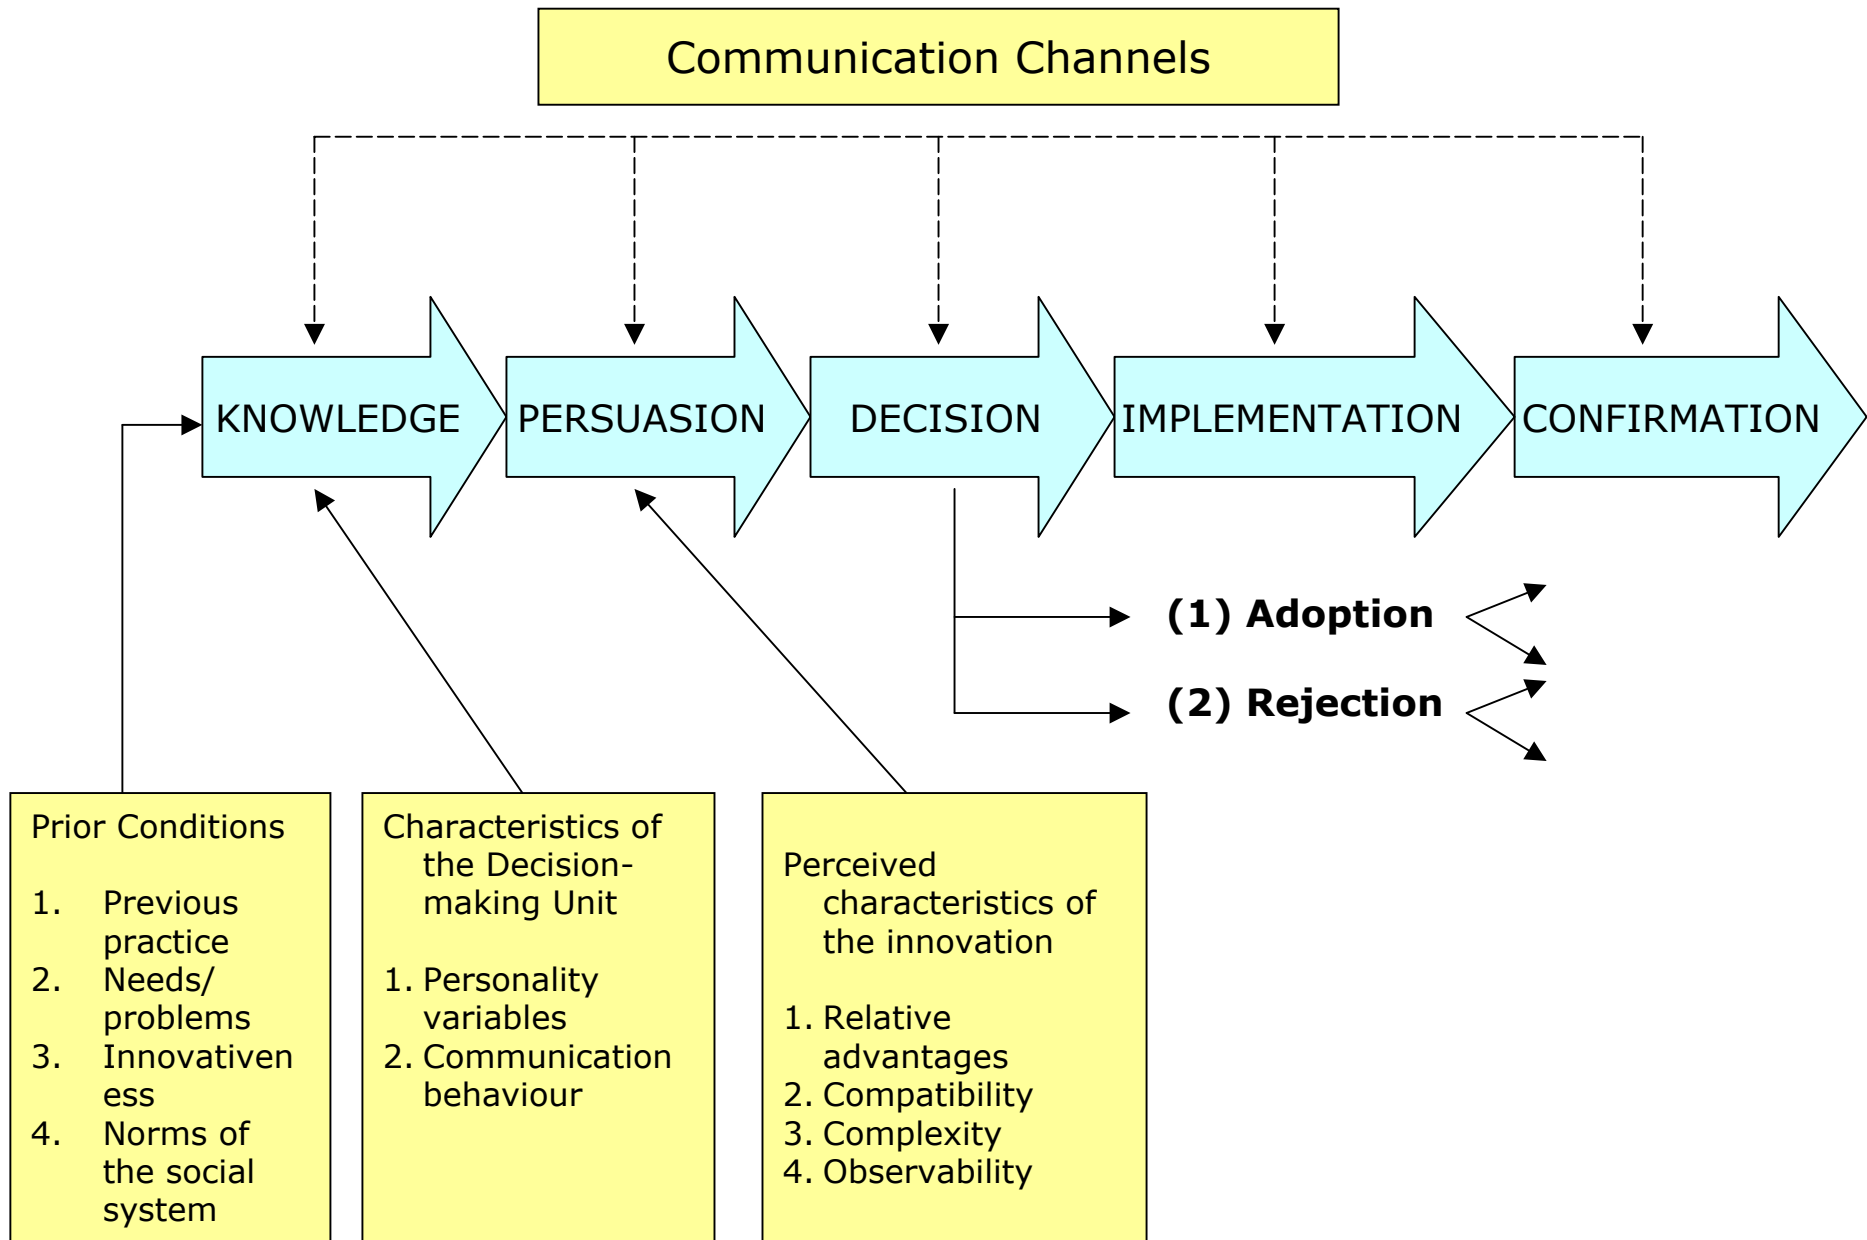 Communication Channels
KNOWLEDGE
PERSUASION
DECISION
IMPLEMENTATION
CONFIRMATION
(1) Adoption
(2) Rejection
Prior Conditions
1. Previous
practice
2. Needs/
problems
3. Innovativen
ess
4. Norms of
the social
system
Characteristics of
the Decision-
making Unit
1. Personality
variables
2. Communication
behaviour
Perceived
characteristics of
the innovation
1. Relative
advantages
2. Compatibility
3. Complexity
4. Observability